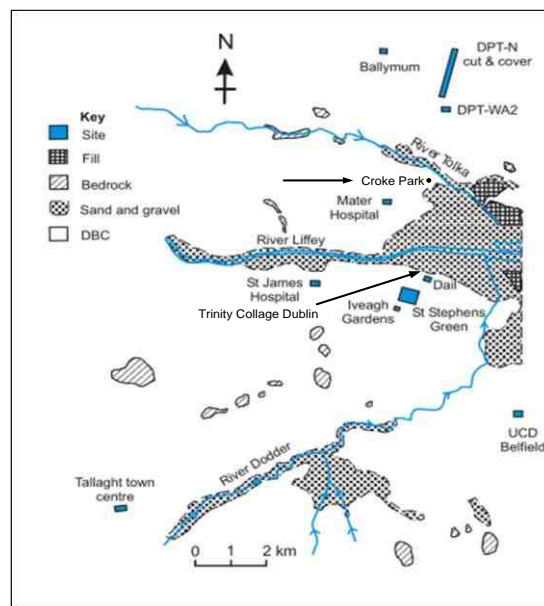 N
Ballymum
DPT-N
cut & cover
DPT-WA2
Key
Site
Fill
Bedrock
Sand and gravel
DBC
River Tolka
Croke Park
Mater
Hospital
River Liffey
St James
Hospital
Dail
Trinity Collage Dublin
Iveagh
Gardens
St Stephens
Green
UCD
Belfield
River Dodder
Tallaght town
centre
0 1 2 km